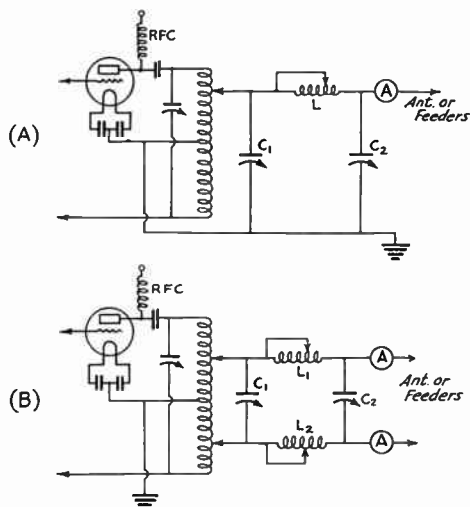 RFC
(A)
L
A
Ant. or
Feeders
C1
C2
RFC
(B)
L1
A
Ant. or
Feeders
C1
C2
L2
A